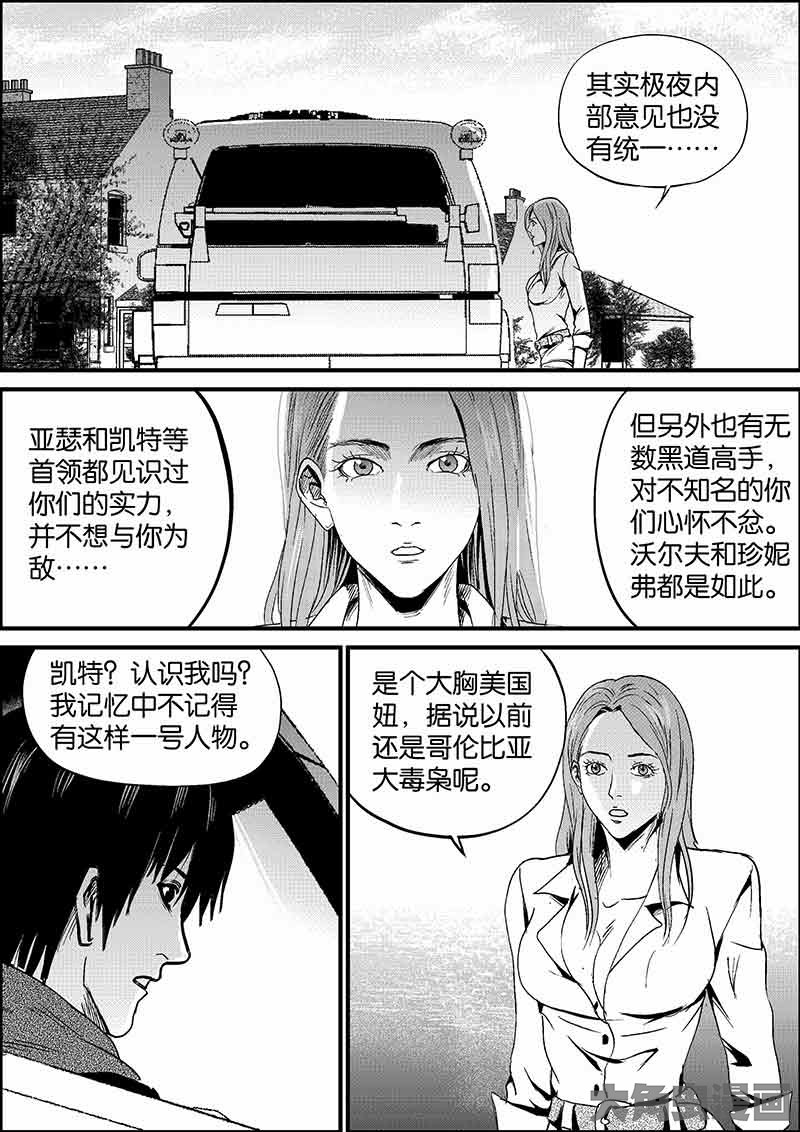 其实极夜内
部意见也没
有统一……
亚瑟和凯特等
首领都见识过
你们的实力，
并不想与你为
敌……
但另外也有无
数黑道高手，
对不知名的你
们心怀不忿。
沃尔夫和珍妮
弗都是如此。
凯特？认识我吗？
我记忆中不记得
有这样一号人物。
是个大胸美国
妞，据说以前
还是哥伦比亚
大毒枭呢。
六角虫漫画